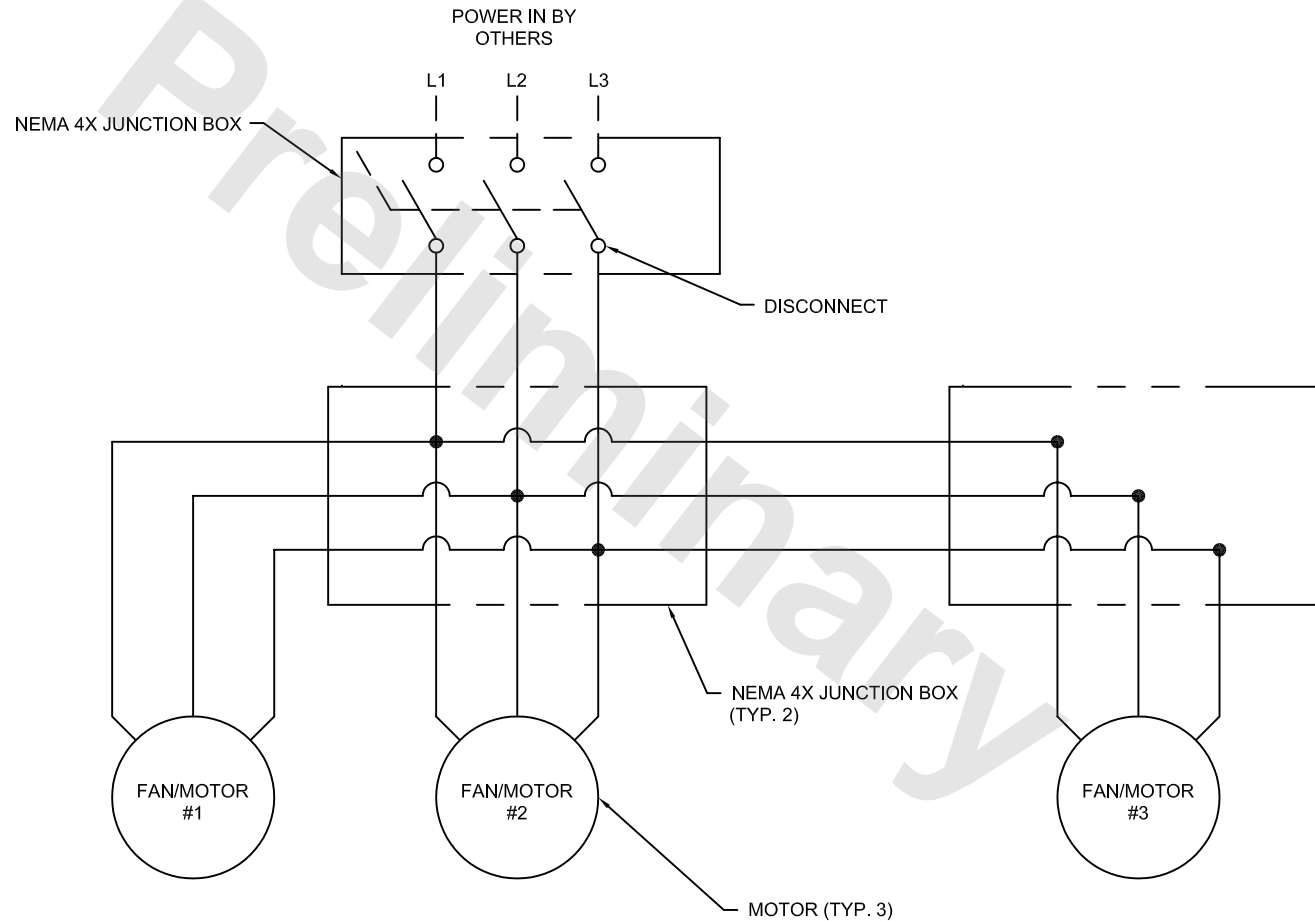 POWER IN BY
OTHERS
L1
L2
L3
NEMA 4X JUNCTION BOX
DISCONNECT
NEMA 4X JUNCTION BOX
(TYP. 2)
FAN/MOTOR
#1
FAN/MOTOR
#2
FAN/MOTOR
#3
MOTOR (TYP. 3)
Preliminary